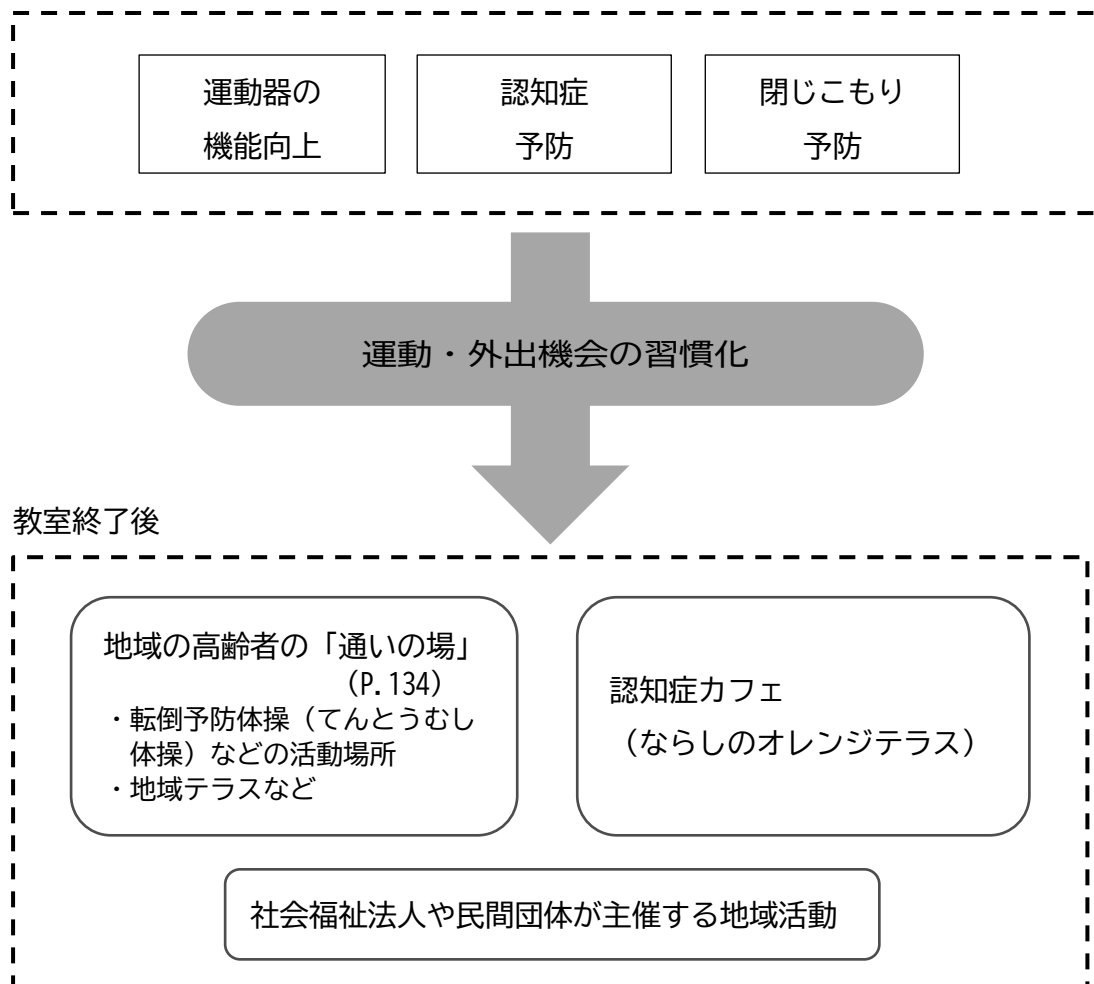 運動器の
機能向上
認知症
予防
閉じこもり
予防
運動・外出機会の習慣化
教室終了後
地域の高齢者の「通いの場」
(P.134)
・転倒予防体操（てんとうむし
体操）などの活動場所
・地域テラスなど
認知症カフェ
（ならしのオレンジテラス）
社会福祉法人や民間団体が主催する地域活動